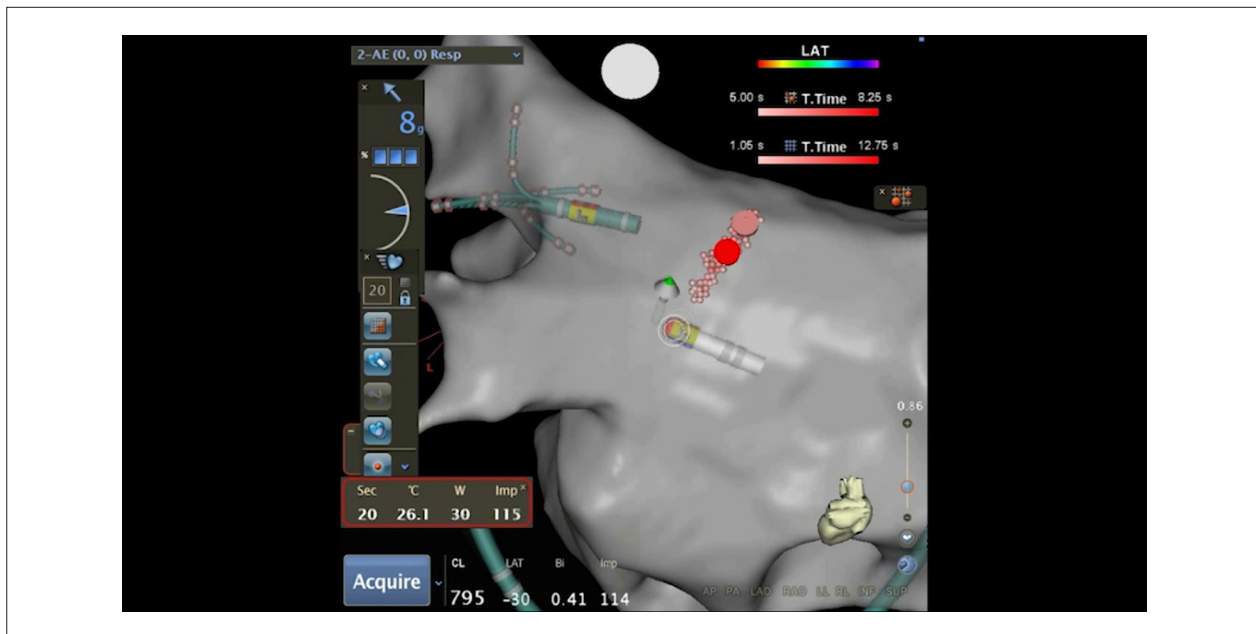 2-AE (0, 0) Resp
LAT
8g
5.00 s T.Time 8.25 s
%
1.05 s T.Time 12.75 s
20
L
0.86
Sec °C W Imp
20 26.1 30 115
Acquire
CL LAT Bi Imp
795 -30 0.41 114
AP PA LAO RAO LL RL INF SUP